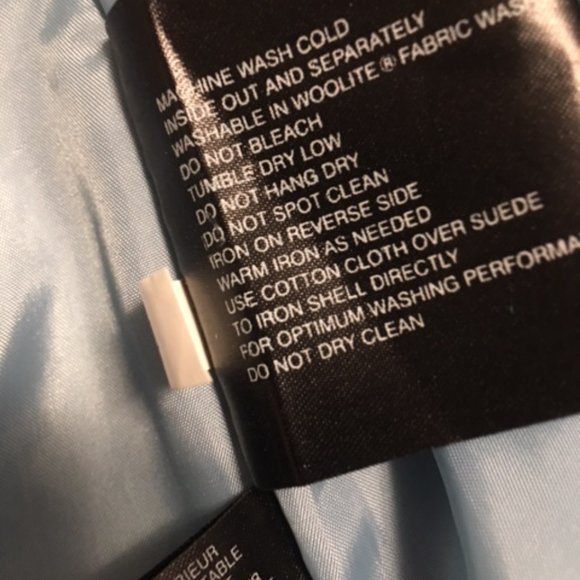 MACHINE WASH COLD
INSIDE OUT AND SEPARATELY
WASHABLE IN WOOLITE® FABRIC WASH
DO NOT BLEACH
TUMBLE DRY LOW
DO NOT HANG DRY
DO NOT SPOT CLEAN
IRON ON REVERSE SIDE
WARM IRON AS NEEDED
USE COTTON CLOTH OVER SUEDE
TO IRON SHELL DIRECTLY
FOR OPTIMUM WASHING PERFORMA
DO NOT DRY CLEAN
RIEUR